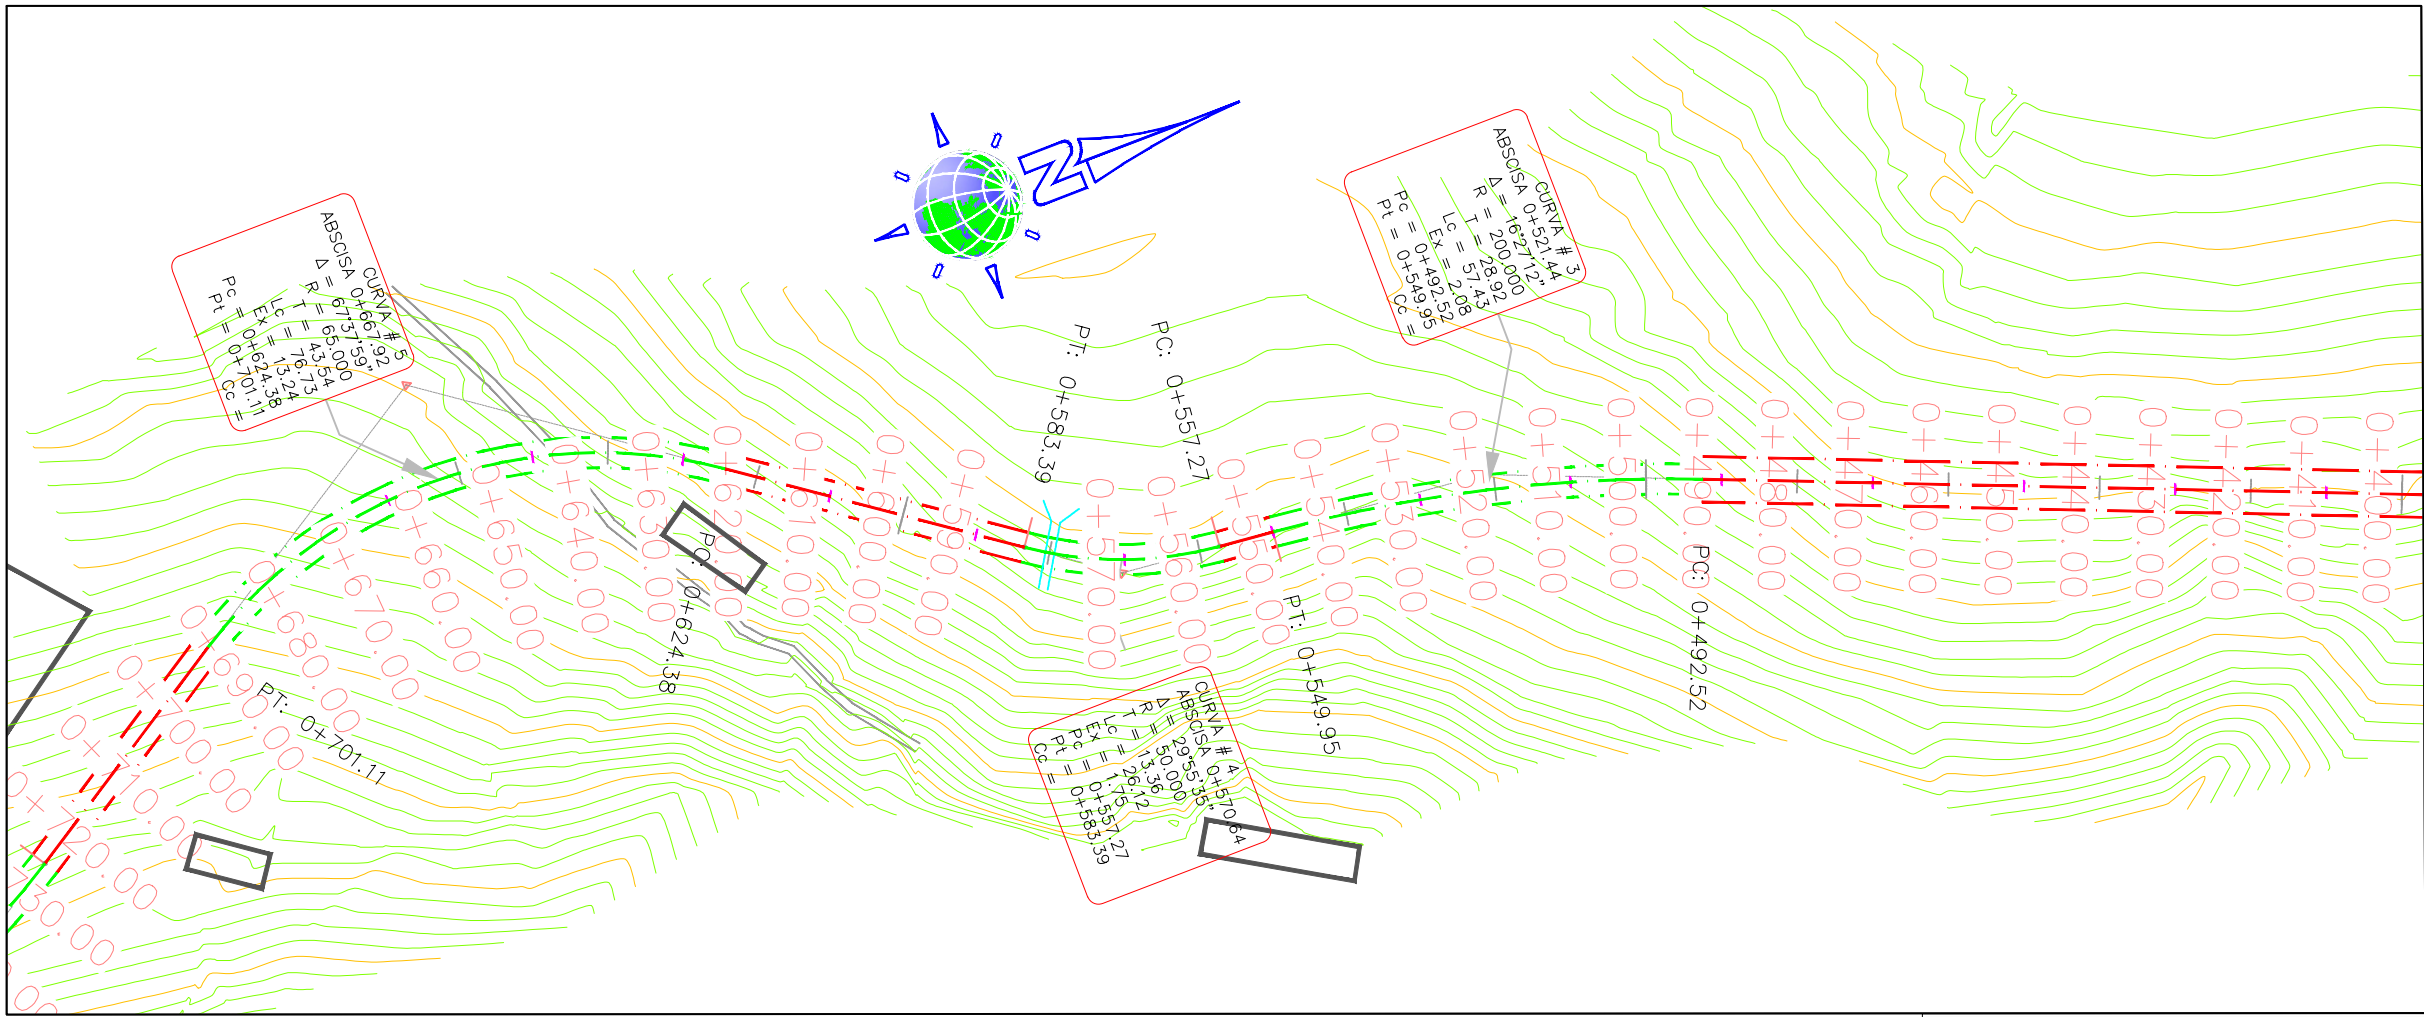 N
CURVA # 5
ABSCISA 0+667.92
Δ = 67°37'59"
R = 65.000
T = 43.54
Lc = 76.73
Ex = 13.24
Pc = 0+624.38
Pt = 0+701.11
Cc =
CURVA # 3
ABSCISA 0+521.44
Δ = 16°27'12"
R = 200.000
T = 28.92
Lc = 57.43
Ex = 2.08
Pc = 0+492.52
Pt = 0+549.95
Cc =
CURVA # 4
ABSCISA 0+570.64
Δ = 29°55'35"
R = 50.000
T = 13.36
Lc = 26.12
Ex = 1.75
Pc = 0+557.27
Pt = 0+583.39
Cc =
PT: 0+583.39
PC: 0+557.27
PC: 0+624.38
PT: 0+549.95
PC: 0+492.52
PT: 0+701.11
0+730.00
0+720.00
0+710.00
0+700.00
0+690.00
0+680.00
0+670.00
0+660.00
0+650.00
0+640.00
0+630.00
0+620.00
0+610.00
0+600.00
0+590.00
0+570.00
0+560.00
0+550.00
0+540.00
0+530.00
0+520.00
0+510.00
0+500.00
0+490.00
0+480.00
0+470.00
0+460.00
0+450.00
0+440.00
0+430.00
0+420.00
0+410.00
0+400.00